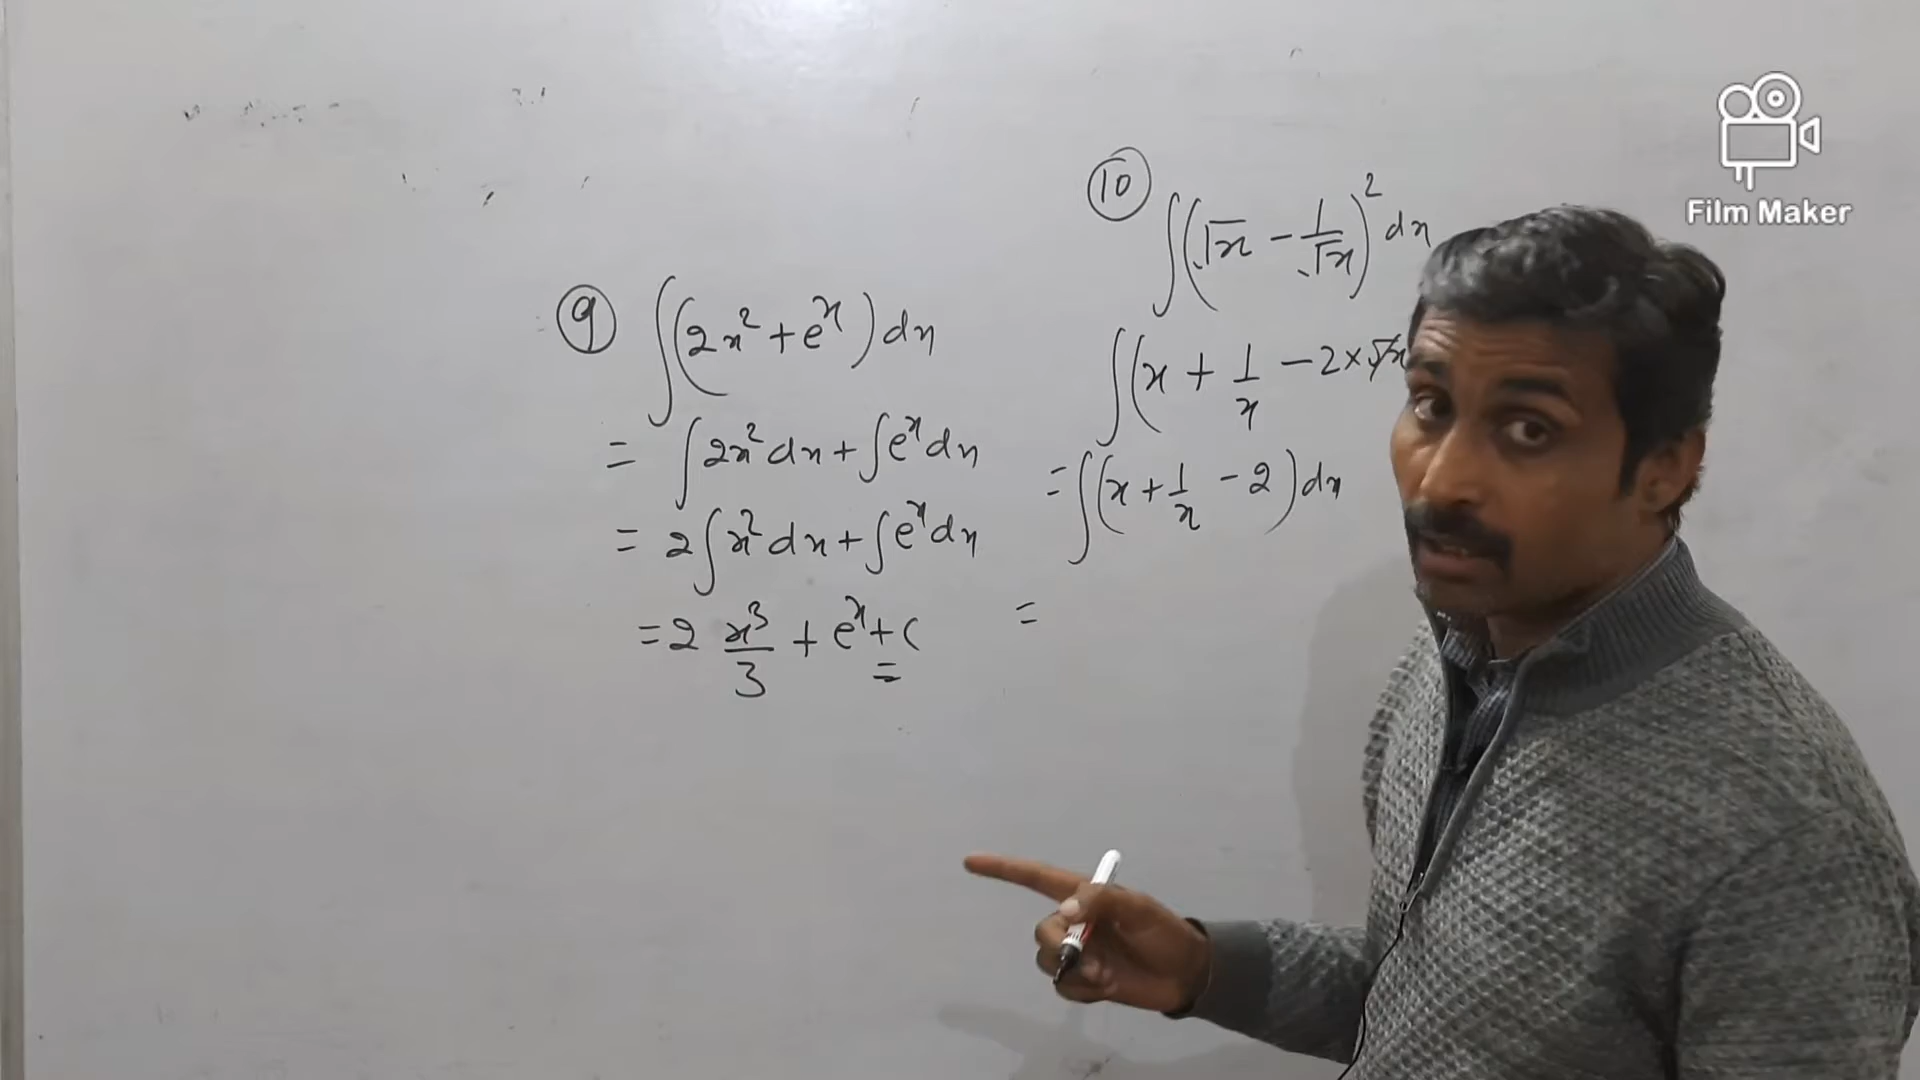 ⑨ ∫(2x² + eˣ) dx
= ∫2x² dx + ∫eˣ dx
= 2∫x² dx + ∫eˣ dx
= 2 x³/3 + eˣ + c
⑩ ∫(√x − 1/√x)² dx
∫(x + 1/x − 2 × √x
= ∫(x + 1/x − 2) dx
=
Film Maker